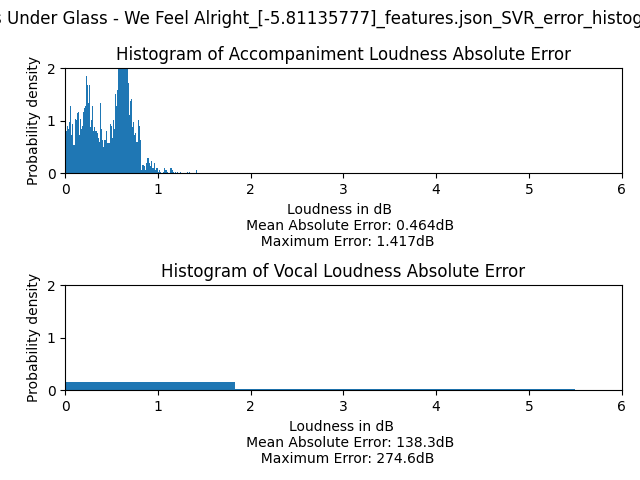 s Under Glass - We Feel Alright_[-5.81135777]_features.json_SVR_error_histog
Histogram of Accompaniment Loudness Absolute Error
Probability density
2
1
0
0 1 2 3 4 5 6
Loudness in dB
Mean Absolute Error: 0.464dB
Maximum Error: 1.417dB
Histogram of Vocal Loudness Absolute Error
Probability density
2
1
0
0 1 2 3 4 5 6
Loudness in dB
Mean Absolute Error: 138.3dB
Maximum Error: 274.6dB